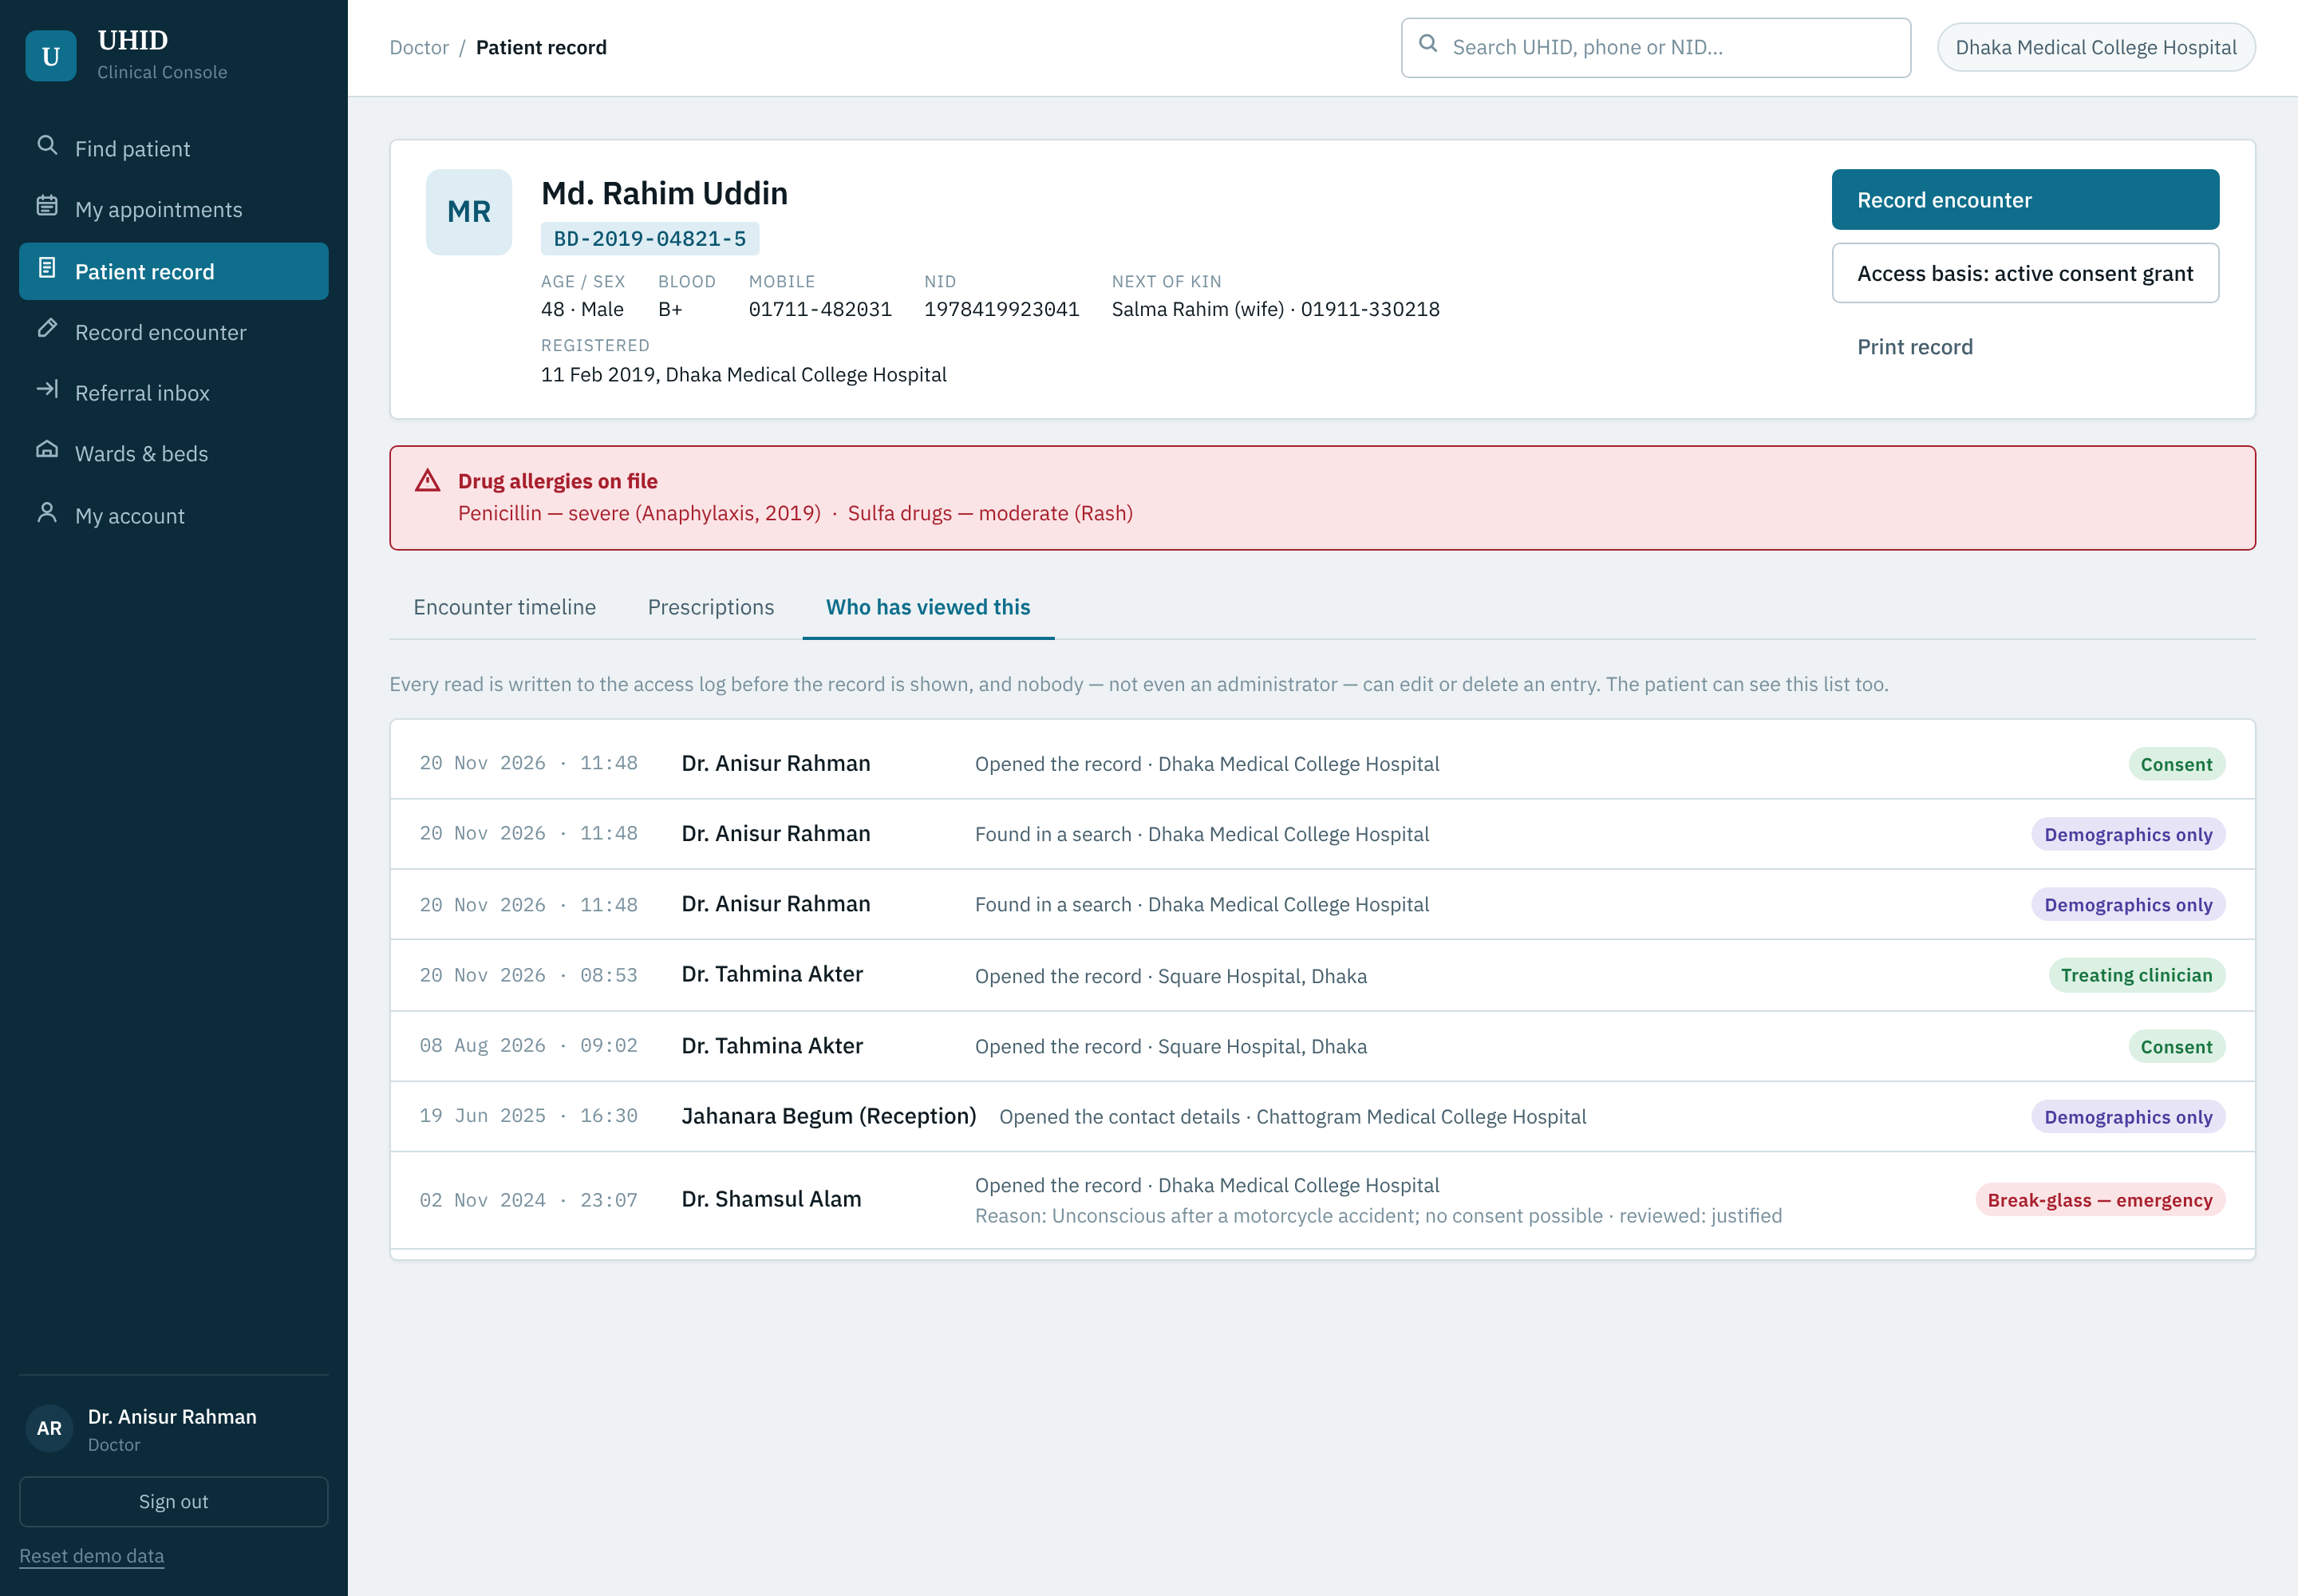 U
UHID
Clinical Console
Find patient
My appointments
Patient record
Record encounter
Referral inbox
Wards & beds
My account
AR
Dr. Anisur Rahman
Doctor
Sign out
Reset demo data
Doctor / Patient record
Search UHID, phone or NID...
Dhaka Medical College Hospital
MR
Md. Rahim Uddin
BD-2019-04821-5
AGE / SEX BLOOD MOBILE NID NEXT OF KIN
48 · Male B+ 01711-482031 1978419923041 Salma Rahim (wife) · 01911-330218
REGISTERED
11 Feb 2019, Dhaka Medical College Hospital
Record encounter
Access basis: active consent grant
Print record
Drug allergies on file
Penicillin — severe (Anaphylaxis, 2019) · Sulfa drugs — moderate (Rash)
Encounter timeline Prescriptions Who has viewed this
Every read is written to the access log before the record is shown, and nobody — not even an administrator — can edit or delete an entry. The patient can see this list too.
20 Nov 2026 · 11:48 Dr. Anisur Rahman Opened the record · Dhaka Medical College Hospital Consent
20 Nov 2026 · 11:48 Dr. Anisur Rahman Found in a search · Dhaka Medical College Hospital Demographics only
20 Nov 2026 · 11:48 Dr. Anisur Rahman Found in a search · Dhaka Medical College Hospital Demographics only
20 Nov 2026 · 08:53 Dr. Tahmina Akter Opened the record · Square Hospital, Dhaka Treating clinician
08 Aug 2026 · 09:02 Dr. Tahmina Akter Opened the record · Square Hospital, Dhaka Consent
19 Jun 2025 · 16:30 Jahanara Begum (Reception) Opened the contact details · Chattogram Medical College Hospital Demographics only
02 Nov 2024 · 23:07 Dr. Shamsul Alam Opened the record · Dhaka Medical College Hospital Break-glass — emergency
Reason: Unconscious after a motorcycle accident; no consent possible · reviewed: justified